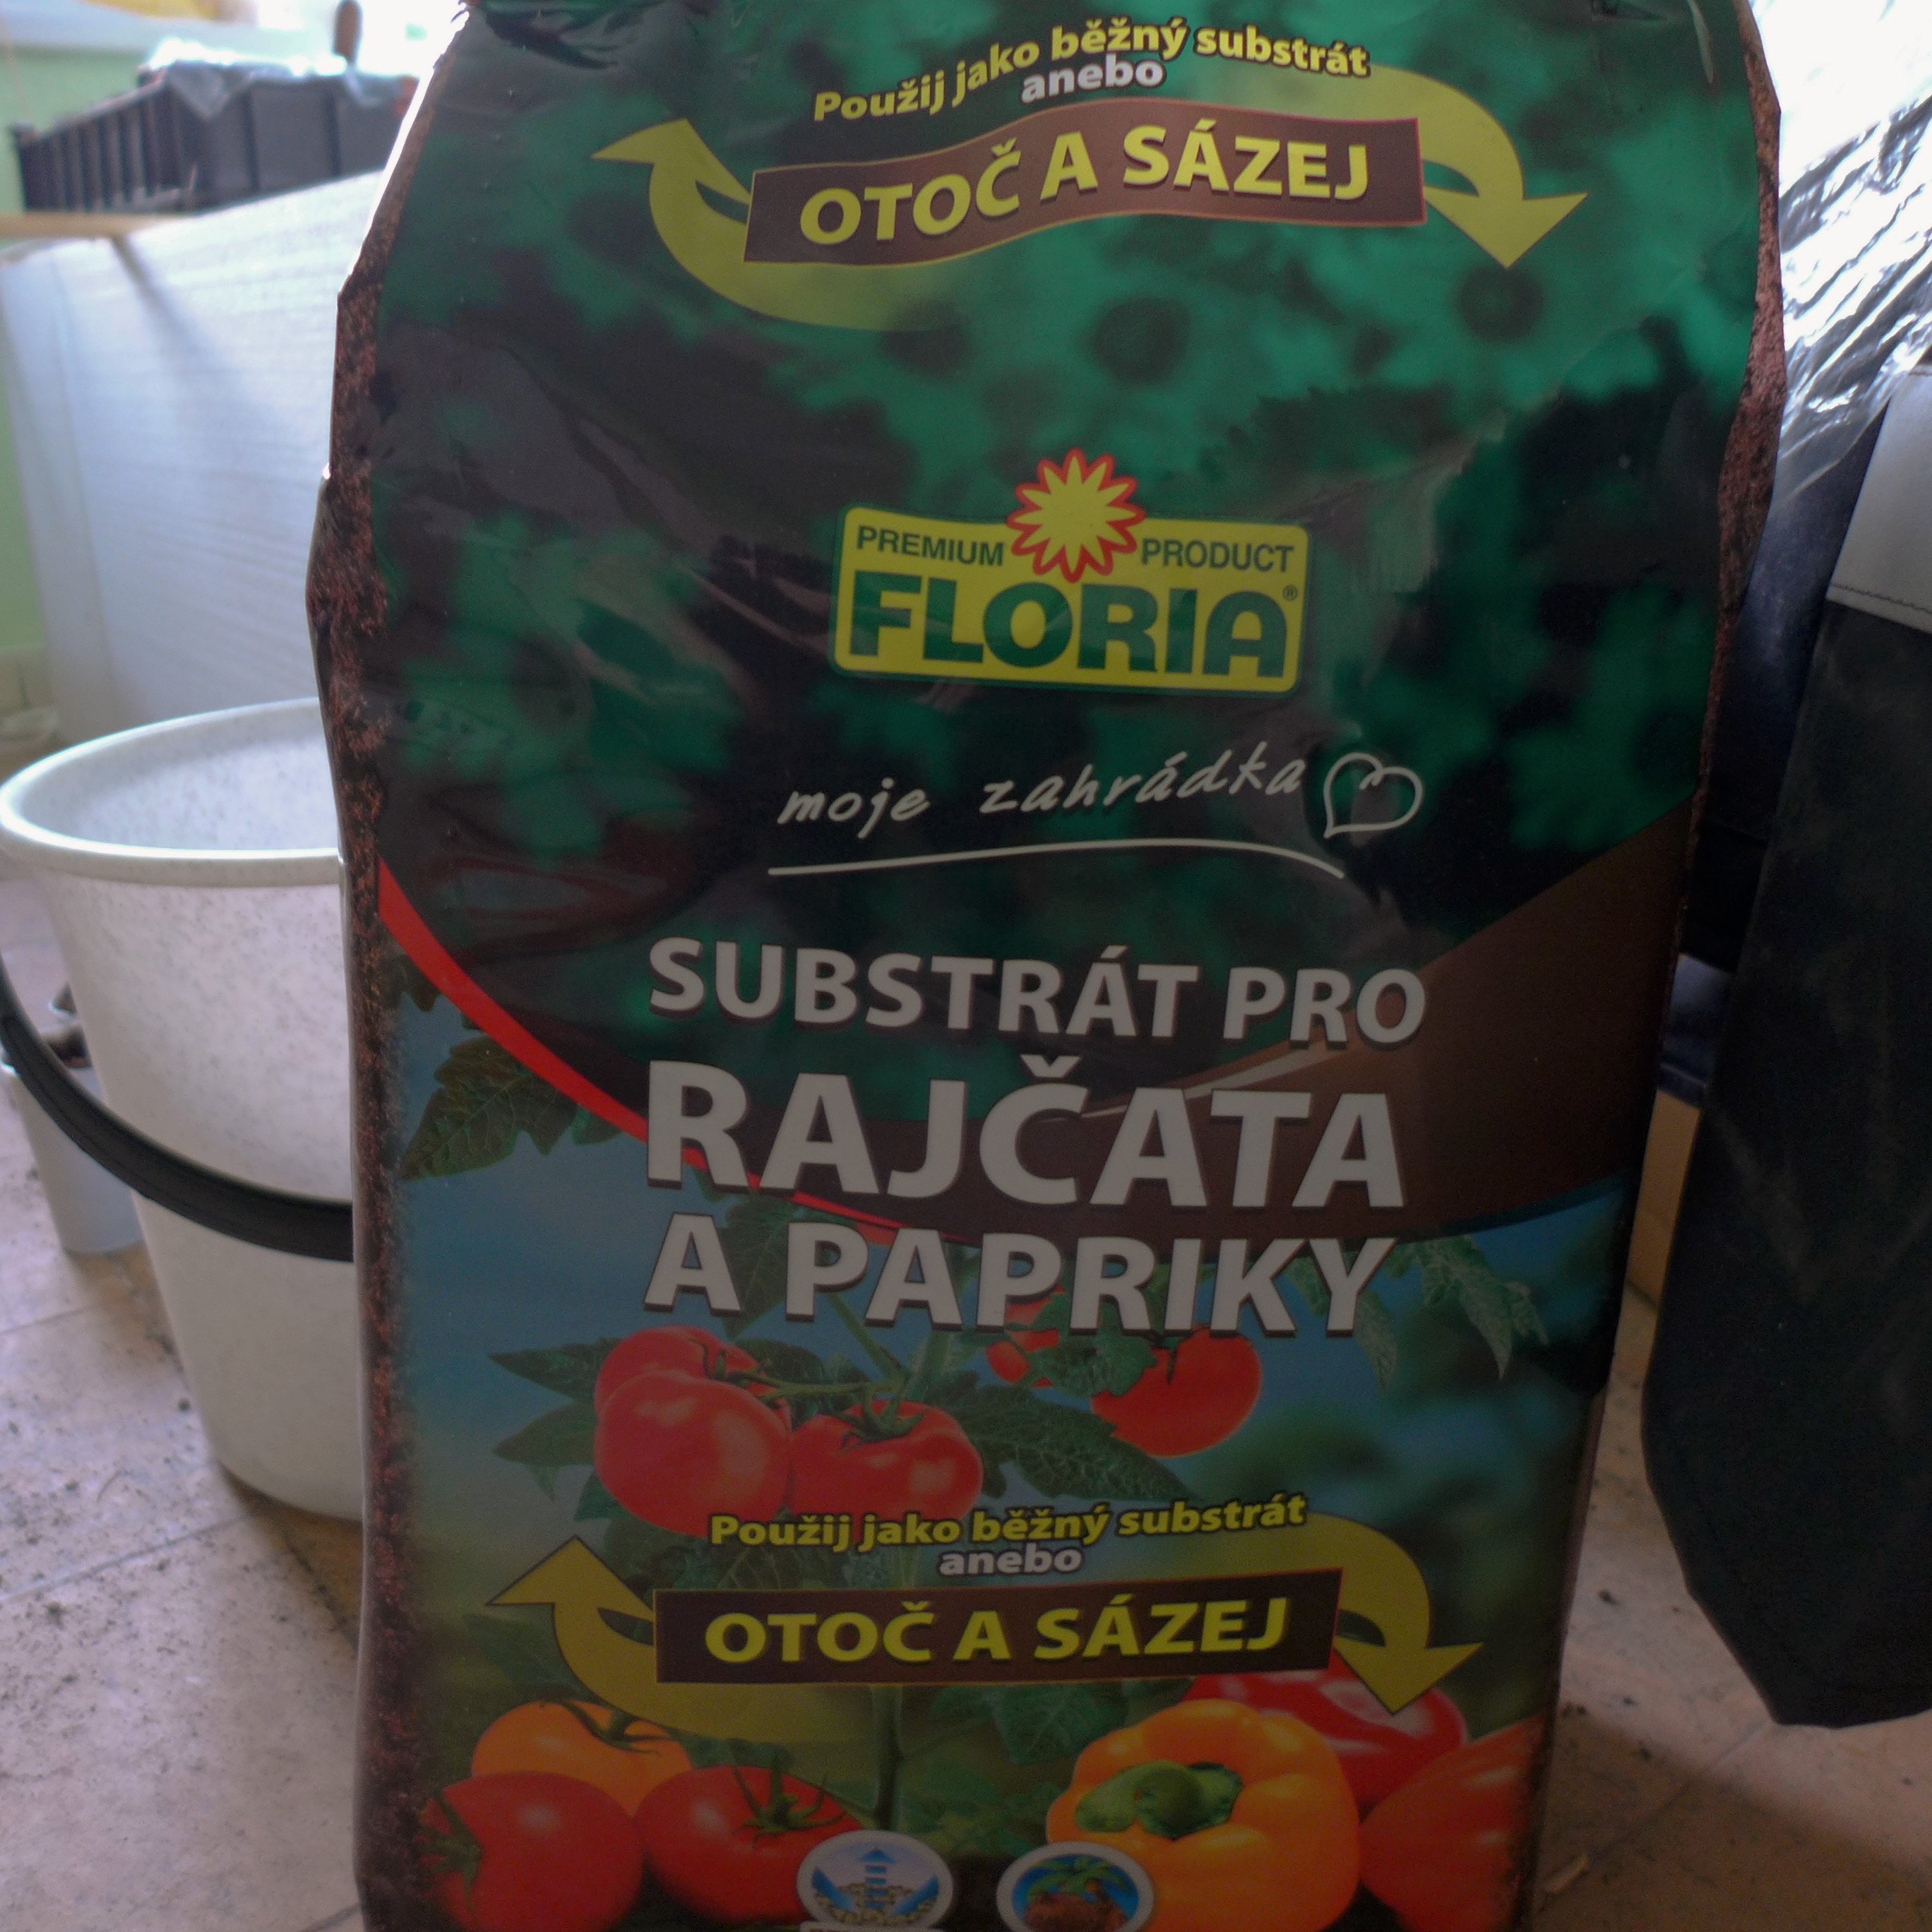 Použij jako běžný substrát
anebo
OTOČ A SÁZEJ
PREMIUM PRODUCT
FLORIA®
moje zahrádka
SUBSTRÁT PRO
RAJČATA
A PAPRIKY
Použij jako běžný substrát
anebo
OTOČ A SÁZEJ